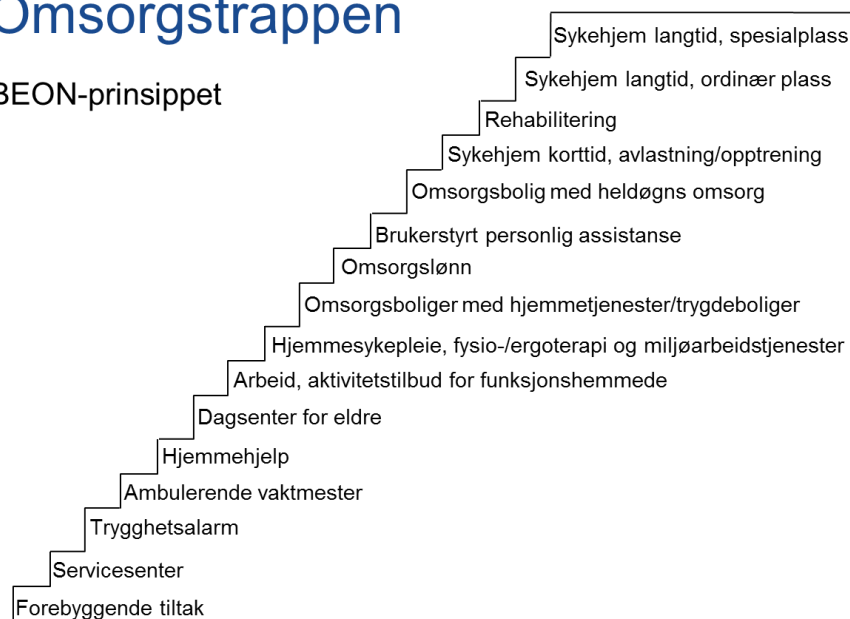 Omsorgstrappen
BEON-prinsippet
Sykehjem langtid, spesialplass
Sykehjem langtid, ordinær plass
Rehabilitering
Sykehjem korttid, avlastning/opptrening
Omsorgsbolig med heldøgns omsorg
Brukerstyrt personlig assistanse
Omsorgslønn
Omsorgsboliger med hjemmetjenester/trygdeboliger
Hjemmesykepleie, fysio-/ergoterapi og miljøarbeidstjenester
Arbeid, aktivitetstilbud for funksjonshemmede
Dagsenter for eldre
Hjemmehjelp
Ambulerende vaktmester
Trygghetsalarm
Servicesenter
Forebyggende tiltak